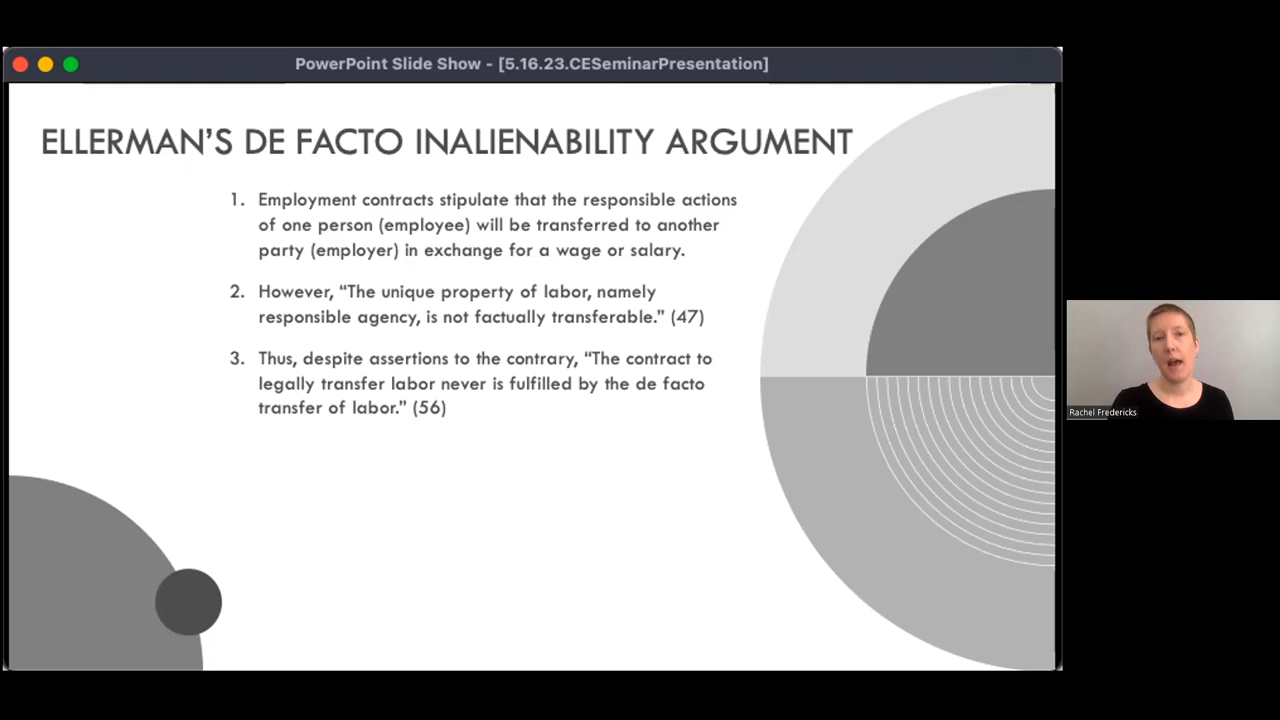 PowerPoint Slide Show - [5.16.23.CESeminarPresentation]
ELLERMAN’S DE FACTO INALIENABILITY ARGUMENT
1. Employment contracts stipulate that the responsible actions
of one person (employee) will be transferred to another
party (employer) in exchange for a wage or salary.
2. However, “The unique property of labor, namely
responsible agency, is not factually transferable.” (47)
3. Thus, despite assertions to the contrary, “The contract to
legally transfer labor never is fulfilled by the de facto
transfer of labor.” (56)
Rachel Fredericks